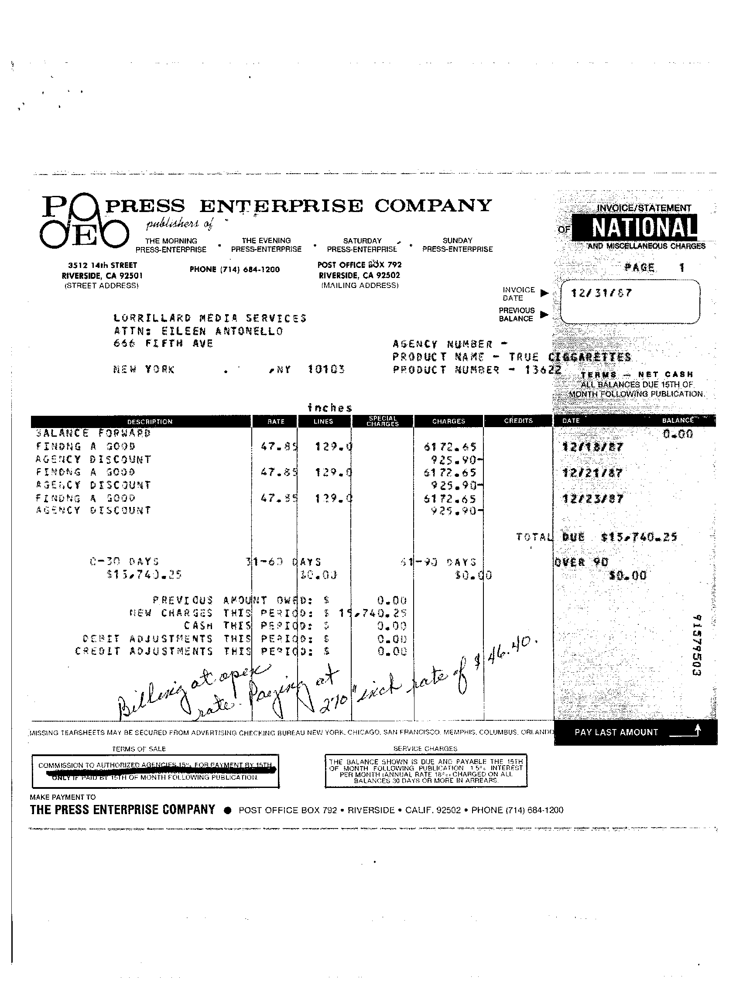 PRESS ENTERPRISE COMPANY
publishers of
THE MORNING PRESS-ENTERPRISE • THE EVENING PRESS-ENTERPRISE • SATURDAY PRESS-ENTERPRISE • SUNDAY PRESS-ENTERPRISE
3512 14th STREET
RIVERSIDE, CA 92501
(STREET ADDRESS)
PHONE (714) 684-1200
POST OFFICE BOX 792
RIVERSIDE, CA 92502
(MAILING ADDRESS)
INVOICE/STATEMENT
OF NATIONAL
AND MISCELLANEOUS CHARGES
PAGE 1
INVOICE DATE 12/31/87
PREVIOUS BALANCE
LORRILLARD MEDIA SERVICES
ATTN: EILEEN ANTONELLO
666 FIFTH AVE
NEW YORK , NY 10103
AGENCY NUMBER -
PRODUCT NAME - TRUE CIGGARETTES
PRODUCT NUMBER - 13622
TERMS — NET CASH
ALL BALANCES DUE 15TH OF
MONTH FOLLOWING PUBLICATION.
inches
DESCRIPTION RATE LINES SPECIAL CHARGES CHARGES CREDITS DATE BALANCE
BALANCE FORWARD 0.00
FINDNG A GOOD 47.85 129.0 6172.65 12/18/87
AGENCY DISCOUNT 925.90-
FINDNG A GOOD 47.85 129.0 6172.65 12/21/87
AGENCY DISCOUNT 925.90-
FINDNG A GOOD 47.85 129.0 6172.65 12/23/87
AGENCY DISCOUNT 925.90-
TOTAL DUE $15,740.25
0-30 DAYS 31-60 DAYS 61-90 DAYS OVER 90
$15,740.25 $0.00 $0.00 $0.00
PREVIOUS AMOUNT OWED: $ 0.00
NEW CHARGES THIS PERIOD: $ 15,740.25
CASH THIS PERIOD: $ 0.00
DEBIT ADJUSTMENTS THIS PERIOD: $ 0.00
CREDIT ADJUSTMENTS THIS PERIOD: $ 0.00
91579503
Billing at open rate. Paying at 270" inch rate of $46.40.
MISSING TEARSHEETS MAY BE SECURED FROM ADVERTISING CHECKING BUREAU NEW YORK, CHICAGO, SAN FRANCISCO, MEMPHIS, COLUMBUS, ORLANDO
PAY LAST AMOUNT
TERMS OF SALE
COMMISSION TO AUTHORIZED AGENCIES 15% FOR PAYMENT BY 15TH
ONLY IF PAID BY 15TH OF MONTH FOLLOWING PUBLICATION
SERVICE CHARGES
THE BALANCE SHOWN IS DUE AND PAYABLE THE 15TH
OF MONTH FOLLOWING PUBLICATION. 1.5% INTEREST
PER MONTH (ANNUAL RATE 18%) CHARGED ON ALL
BALANCES 30 DAYS OR MORE IN ARREARS.
MAKE PAYMENT TO
THE PRESS ENTERPRISE COMPANY ● POST OFFICE BOX 792 • RIVERSIDE • CALIF. 92502 • PHONE (714) 684-1200